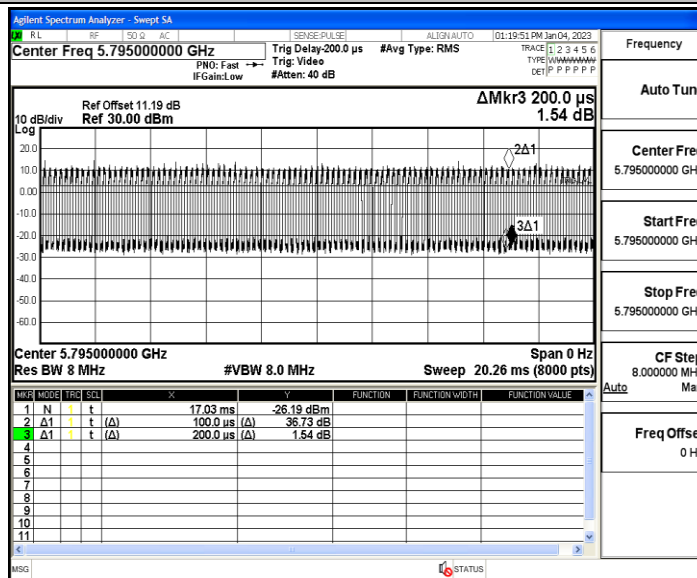 Agilent Spectrum Analyzer - Swept SA
RL RF 50 Ω AC SENSE:PULSE ALIGN AUTO 01:19:51 PM Jan 04, 2023
Center Freq 5.795000000 GHz
PNO: Fast
IFGain:Low
Trig Delay-200.0 µs
Trig: Video
#Atten: 40 dB
#Avg Type: RMS
TRACE 1 2 3 4 5 6
TYPE
DET P P P P P P
Frequency
Auto Tun
ΔMkr3 200.0 µs
1.54 dB
Ref Offset 11.19 dB
10 dB/div Ref 30.00 dBm
Log
20.0
10.0
0.00
-10.0
-20.0
-30.0
-40.0
-50.0
-60.0
2Δ1
3Δ1
Center Fre
5.795000000 GH
Start Fre
5.795000000 GH
Stop Fre
5.795000000 GH
CF Step
8.000000 MH
Auto Ma
Freq Offse
0 H
Center 5.795000000 GHz Span 0 Hz
Res BW 8 MHz #VBW 8.0 MHz Sweep 20.26 ms (8000 pts)
MKR MODE TRC SCL X Y FUNCTION FUNCTION WIDTH FUNCTION VALUE
1 N 1 t 17.03 ms -26.19 dBm
2 Δ1 1 t (Δ) 100.0 µs (Δ) 36.73 dB
3 Δ1 1 t (Δ) 200.0 µs (Δ) 1.54 dB
4
5
6
7
8
9
10
11
MSG STATUS